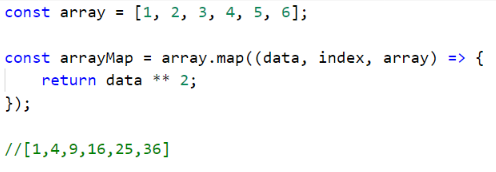 const array = [1, 2, 3, 4, 5, 6];
const arrayMap = array.map((data, index, array) => {
    return data ** 2;
});
//[1,4,9,16,25,36]